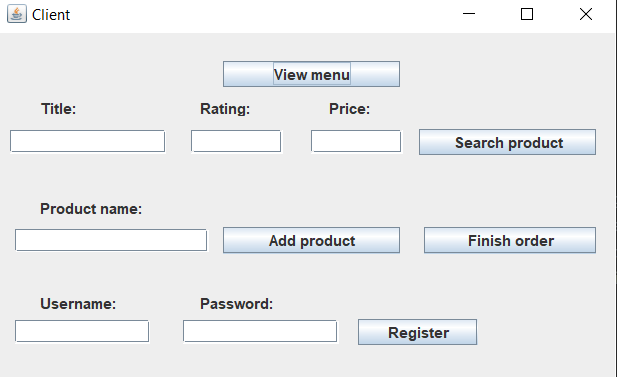 Client
View menu
Title: Rating: Price:
Search product
Product name:
Add product Finish order
Username: Password:
Register